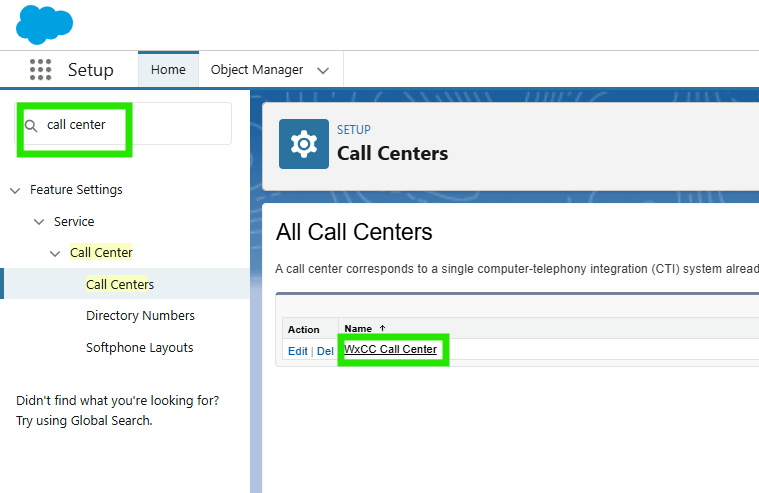 Setup
Home
Object Manager
call center
Feature Settings
Service
Call Center
Call Centers
Directory Numbers
Softphone Layouts
Didn't find what you're looking for?
Try using Global Search.
SETUP
Call Centers
All Call Centers
A call center corresponds to a single computer-telephony integration (CTI) system alread
Action
Name ↑
Edit | Del
WxCC Call Center